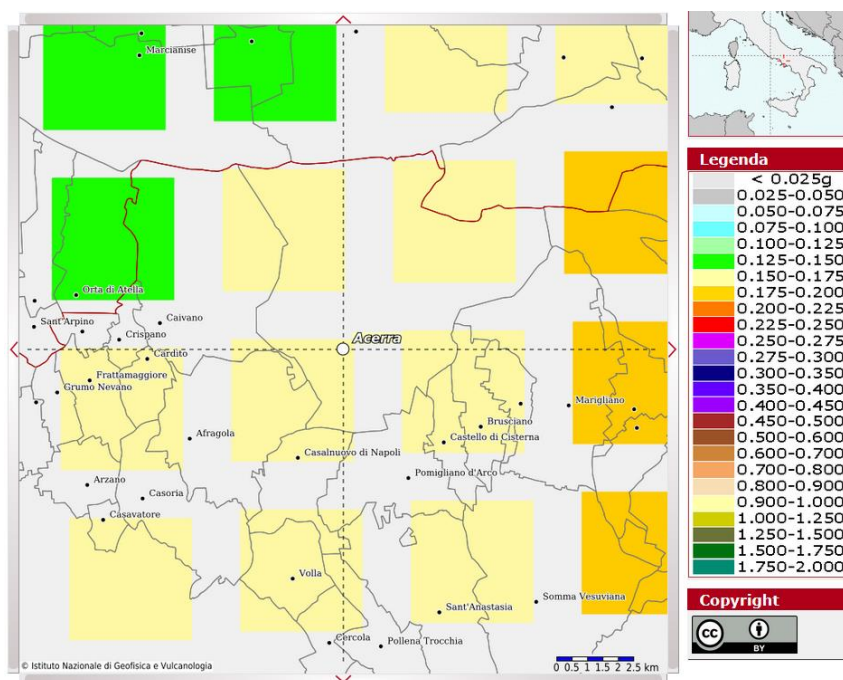 Marcianise
Orta di Atella
Sant'Arpino
Caivano
Crispano
Acerra
Cardito
Frattamaggiore
Grumo Nevano
Marigliano
Brusciano
Afragola
Castello di Cisterna
Casalnuovo di Napoli
Pomigliano d'Arco
Arzano
Casoria
Casavatore
Volla
Somma Vesuviana
Sant'Anastasia
Cercola
Pollena Trocchia
© Istituto Nazionale di Geofisica e Vulcanologia
0 0.5 1 1.5 2 2.5 km
Legenda
< 0.025g
0.025-0.050
0.050-0.075
0.075-0.100
0.100-0.125
0.125-0.150
0.150-0.175
0.175-0.200
0.200-0.225
0.225-0.250
0.250-0.275
0.275-0.300
0.300-0.350
0.350-0.400
0.400-0.450
0.450-0.500
0.500-0.600
0.600-0.700
0.700-0.800
0.800-0.900
0.900-1.000
1.000-1.250
1.250-1.500
1.500-1.750
1.750-2.000
Copyright
cc
BY